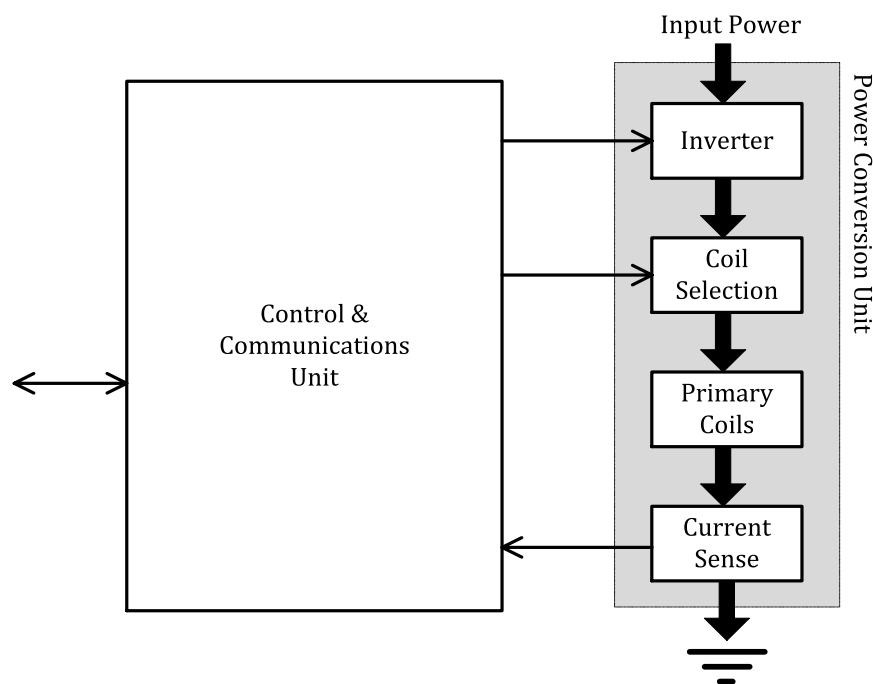 Input Power
Power Conversion Unit
Inverter
Coil
Selection
Control &
Communications
Unit
Primary
Coils
Current
Sense